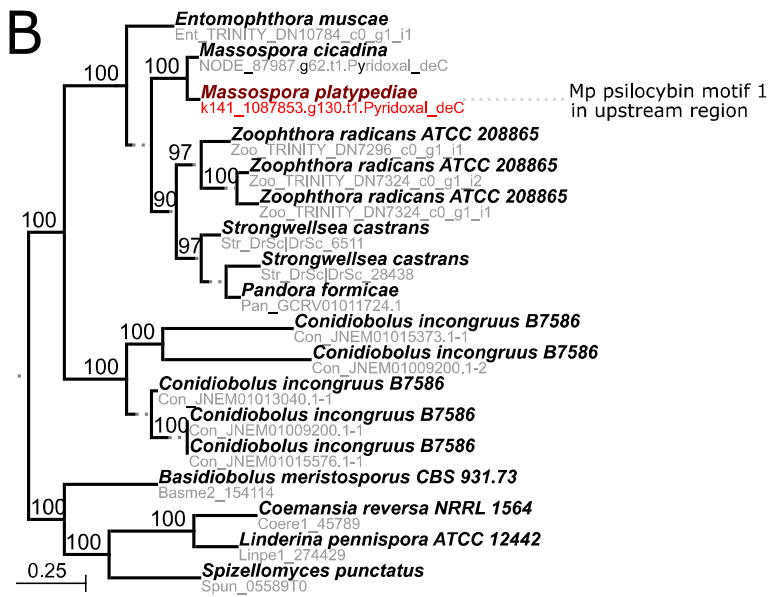 B
Entomophthora muscae
Ent_TRINITY_DN10784_c0_g1_i1
100
Massospora cicadina
NODE_87987.g62.t1.Pyridoxal_deC
100
Massospora platypediae
k141_1087853.g130.t1.Pyridoxal_deC
Mp psilocybin motif 1
in upstream region
Zoophthora radicans ATCC 208865
Zoo_TRINITY_DN7296_c0_g1_i1
97
Zoophthora radicans ATCC 208865
Zoo_TRINITY_DN7324_c0_g1_i2
100
Zoophthora radicans ATCC 208865
Zoo_TRINITY_DN7324_c0_g1_i1
90
100
Strongwellsea castrans
Str_DrSc|DrSc_6511
97
Strongwellsea castrans
Str_DrSc|DrSc_28438
Pandora formicae
Pan_GCRV01011724.1
Conidiobolus incongruus B7586
Con_JNEM01015373.1-1
100
Conidiobolus incongruus B7586
Con_JNEM01009200.1-2
100
Conidiobolus incongruus B7586
Con_JNEM01013040.1-1
Conidiobolus incongruus B7586
Con_JNEM01009200.1-1
100
Conidiobolus incongruus B7586
Con_JNEM01015576.1-1
Basidiobolus meristosporus CBS 931.73
Basme2_154114
100
Coemansia reversa NRRL 1564
Coere1_45789
100
Linderina pennispora ATCC 12442
Linpe1_274429
100
Spizellomyces punctatus
Spun_05589T0
0.25